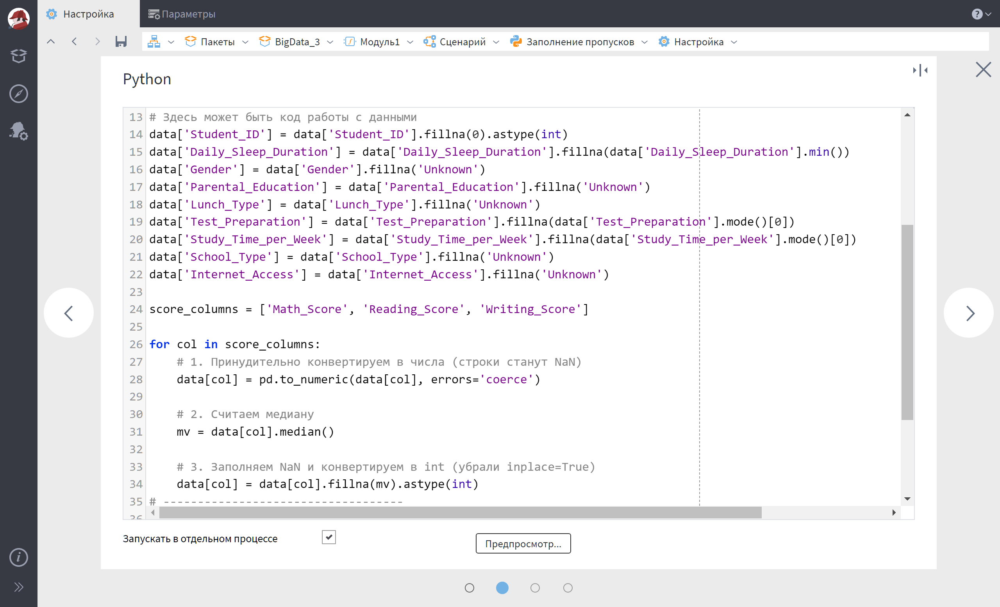 Настройка
Параметры
?
Пакеты
BigData_3
Модуль1
Сценарий
Заполнение пропусков
Настройка
Python
13 # Здесь может быть код работы с данными
14 data['Student_ID'] = data['Student_ID'].fillna(0).astype(int)
15 data['Daily_Sleep_Duration'] = data['Daily_Sleep_Duration'].fillna(data['Daily_Sleep_Duration'].min())
16 data['Gender'] = data['Gender'].fillna('Unknown')
17 data['Parental_Education'] = data['Parental_Education'].fillna('Unknown')
18 data['Lunch_Type'] = data['Lunch_Type'].fillna('Unknown')
19 data['Test_Preparation'] = data['Test_Preparation'].fillna(data['Test_Preparation'].mode()[0])
20 data['Study_Time_per_Week'] = data['Study_Time_per_Week'].fillna(data['Study_Time_per_Week'].mode()[0])
21 data['School_Type'] = data['School_Type'].fillna('Unknown')
22 data['Internet_Access'] = data['Internet_Access'].fillna('Unknown')
23
24 score_columns = ['Math_Score', 'Reading_Score', 'Writing_Score']
25
26 for col in score_columns:
27     # 1. Принудительно конвертируем в числа (строки станут NaN)
28     data[col] = pd.to_numeric(data[col], errors='coerce')
29
30     # 2. Считаем медиану
31     mv = data[col].median()
32
33     # 3. Заполняем NaN и конвертируем в int (убрали inplace=True)
34     data[col] = data[col].fillna(mv).astype(int)
35 # -----------------------------------
36
Запускать в отдельном процессе
Предпросмотр...